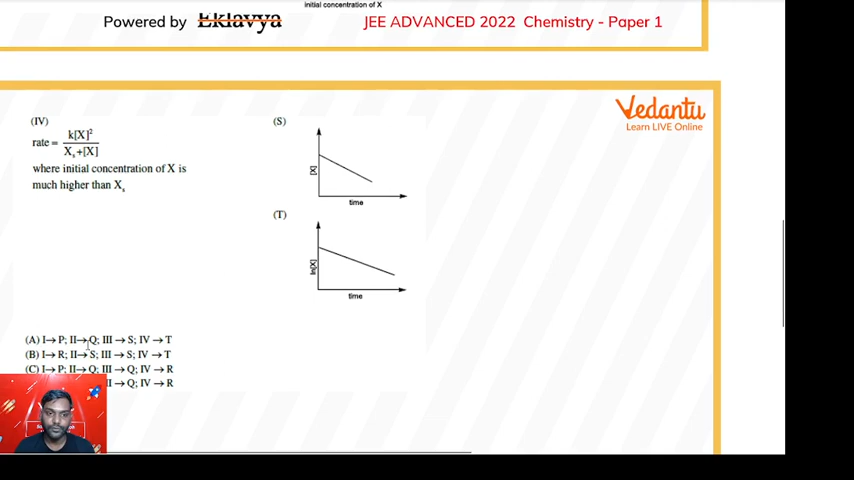 initial concentration of X
Powered by Eklavya
JEE ADVANCED 2022 Chemistry - Paper 1
Vedantu
Learn LIVE Online
(IV)
rate = k[X]²
Xₛ+[X]
where initial concentration of X is
much higher than Xₛ
(S)
[X]
time
(T)
ln[X]
time
(A) I→ P; II→Q; III → S; IV → T
(B) I→ R; II→ S; III → S; IV → T
(C) I→ P; II→ Q; III → Q; IV → R
II → Q; IV → R